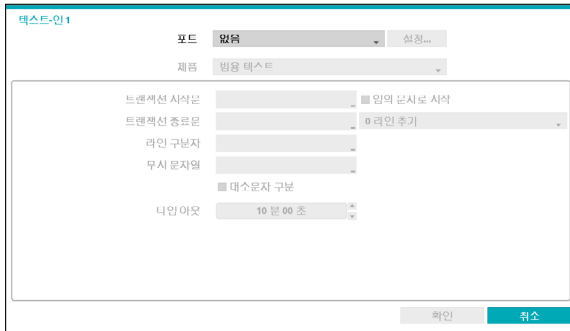 텍스트-인 1
포트 없음 설정...
제품 범용 텍스트
트랜잭션 시작문 임의 문자로 시작
트랜잭션 종료문 0 라인 추가
라인 구분자
무시 문자열
대소문자 구분
타임 아웃 10 분 00 초
확인 취소